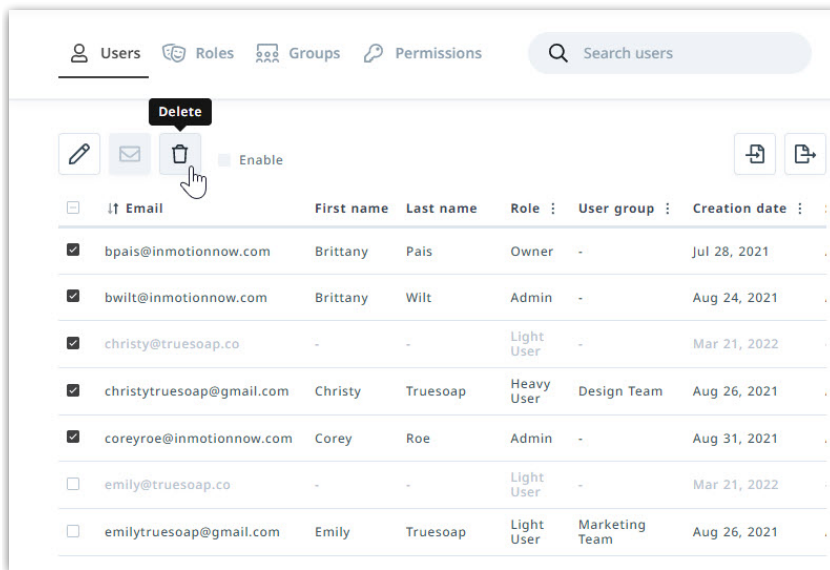 Users Roles Groups Permissions Search users
Delete
Enable
Email First name Last name Role User group Creation date
bpais@inmotionnow.com Brittany Pais Owner - Jul 28, 2021
bwilt@inmotionnow.com Brittany Wilt Admin - Aug 24, 2021
christy@truesoap.co - - Light User - Mar 21, 2022
christytruesoap@gmail.com Christy Truesoap Heavy User Design Team Aug 26, 2021
coreyroe@inmotionnow.com Corey Roe Admin - Aug 31, 2021
emily@truesoap.co - - Light User - Mar 21, 2022
emilytruesoap@gmail.com Emily Truesoap Light User Marketing Team Aug 26, 2021